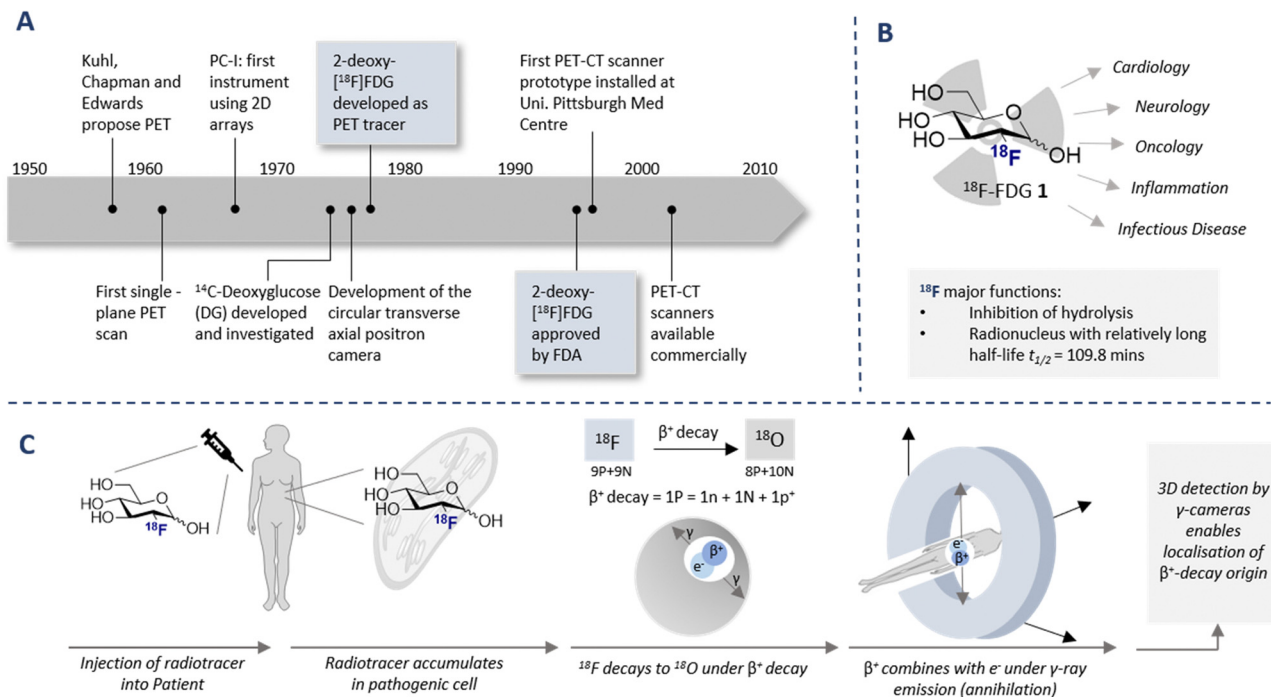 A
Kuhl,
Chapman and
Edwards
propose PET
PC-I: first
instrument
using 2D
arrays
2-deoxy-
[¹⁸F]FDG
developed as
PET tracer
First PET-CT scanner
prototype installed at
Uni. Pittsburgh Med
Centre
1950 1960 1970 1980 1990 2000 2010
First single -
plane PET
scan
¹⁴C-Deoxyglucose
(DG) developed
and investigated
Development of the
circular transverse
axial positron
camera
2-deoxy-
[¹⁸F]FDG
approved
by FDA
PET-CT
scanners
available
commercially
B
HO
HO
HO
O
¹⁸F
OH
¹⁸F-FDG 1
Cardiology
Neurology
Oncology
Inflammation
Infectious Disease
¹⁸F major functions:
• Inhibition of hydrolysis
• Radionucleus with relatively long
half-life t₁/₂ = 109.8 mins
C
HO
HO
HO
O
¹⁸F
OH
Injection of radiotracer
into Patient
HO
HO
HO
O
¹⁸F
OH
Radiotracer accumulates
in pathogenic cell
¹⁸F β⁺ decay ¹⁸O
9P+9N 8P+10N
β⁺ decay = 1P = 1n + 1N + 1p⁺
γ
β⁺
e⁻
γ
¹⁸F decays to ¹⁸O under β⁺ decay
e⁻
β⁺
β⁺ combines with e⁻ under γ-ray
emission (annihilation)
3D detection by
γ-cameras
enables
localisation of
β⁺-decay origin